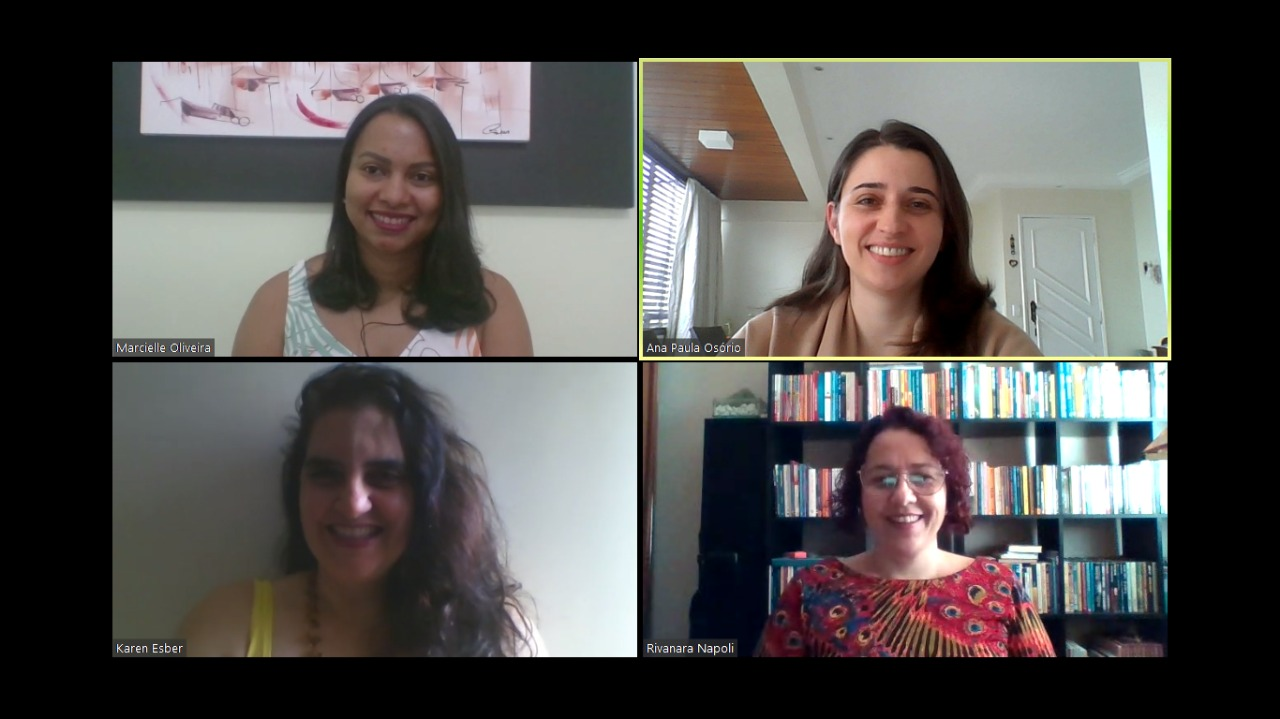 Marcielle Oliveira
Ana Paula Osório
Karen Esber
Rivanara Napoli